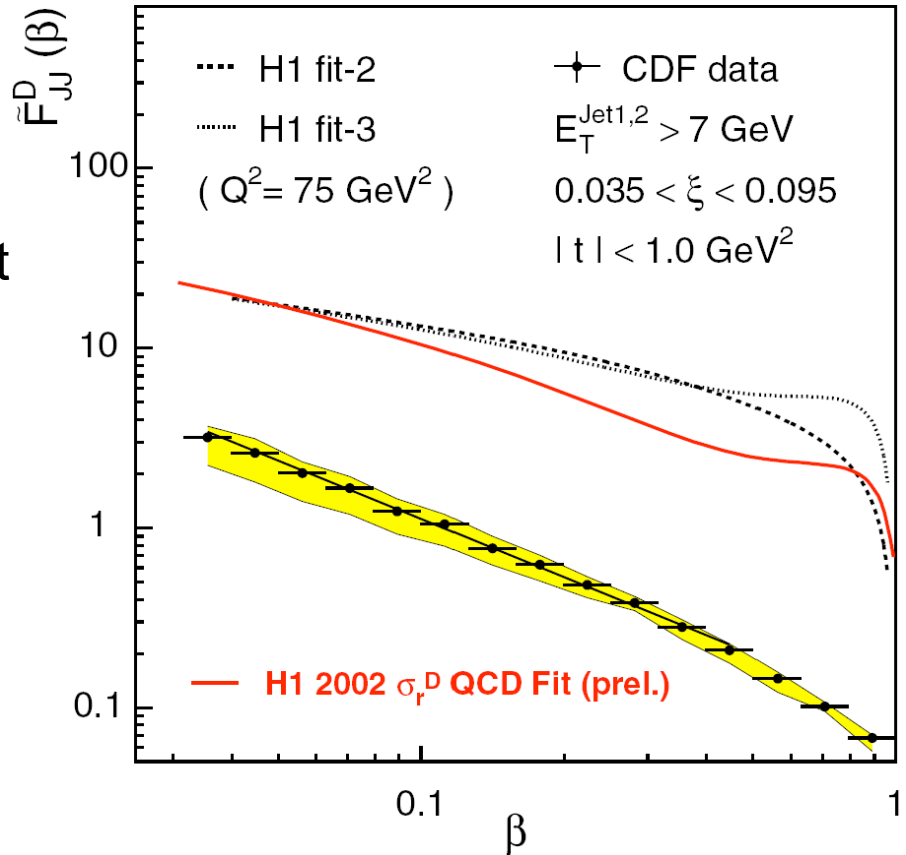 F̃ᴰ_JJ (β)
H1 fit-2
CDF data
H1 fit-3
E_T^Jet1,2 > 7 GeV
( Q² = 75 GeV² )
0.035 < ξ < 0.095
| t | < 1.0 GeV²
t
100
10
1
0.1
H1 2002 σ_r^D QCD Fit (prel.)
0.1
1
β